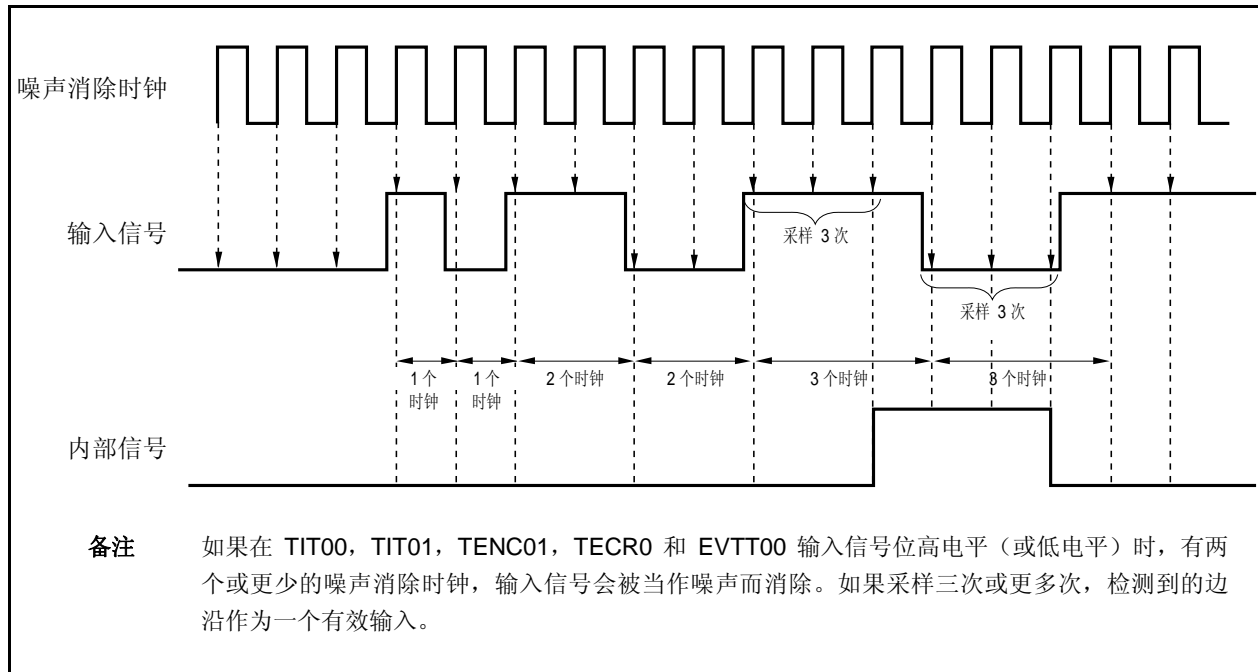 噪声消除时钟
输入信号
采样 3 次
采样 3 次
1 个
时钟
1 个
时钟
2 个时钟
2 个时钟
3 个时钟
3 个时钟
内部信号
备注 如果在 TIT00，TIT01，TENC01，TECR0 和 EVTT00 输入信号位高电平（或低电平）时，有两
个或更少的噪声消除时钟，输入信号会被当作噪声而消除。如果采样三次或更多次，检测到的边
沿作为一个有效输入。